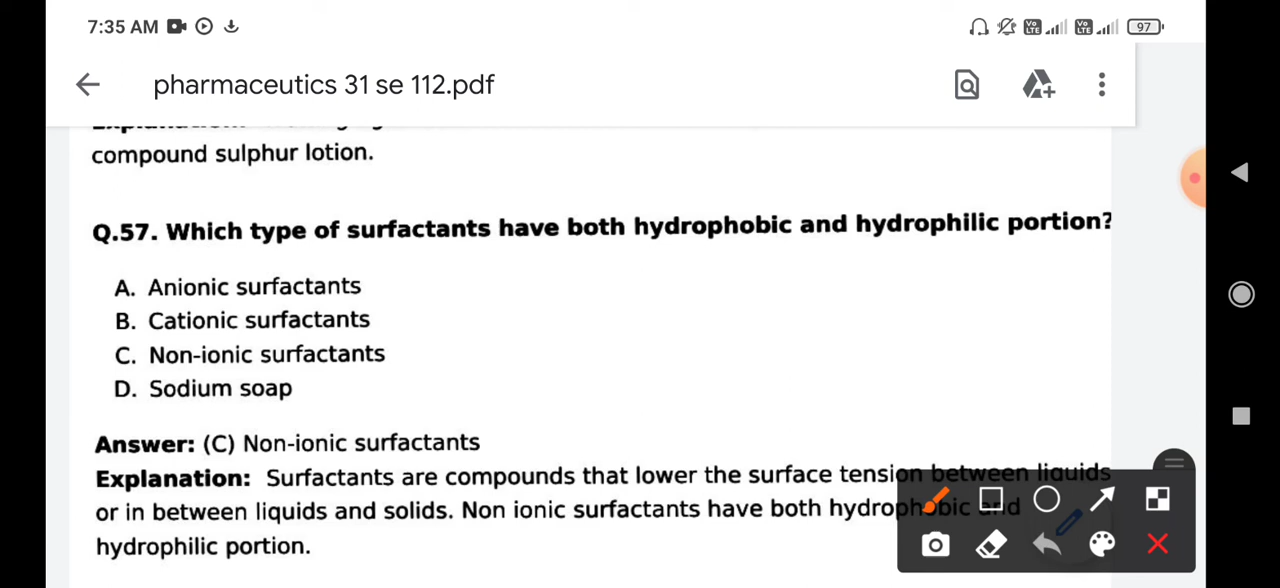 7:35 AM
97
pharmaceutics 31 se 112.pdf
compound sulphur lotion.
Q.57. Which type of surfactants have both hydrophobic and hydrophilic portion?
A. Anionic surfactants
B. Cationic surfactants
C. Non-ionic surfactants
D. Sodium soap
Answer: (C) Non-ionic surfactants
Explanation: Surfactants are compounds that lower the surface tension between liquids
or in between liquids and solids. Non ionic surfactants have both hydrophobic and
hydrophilic portion.